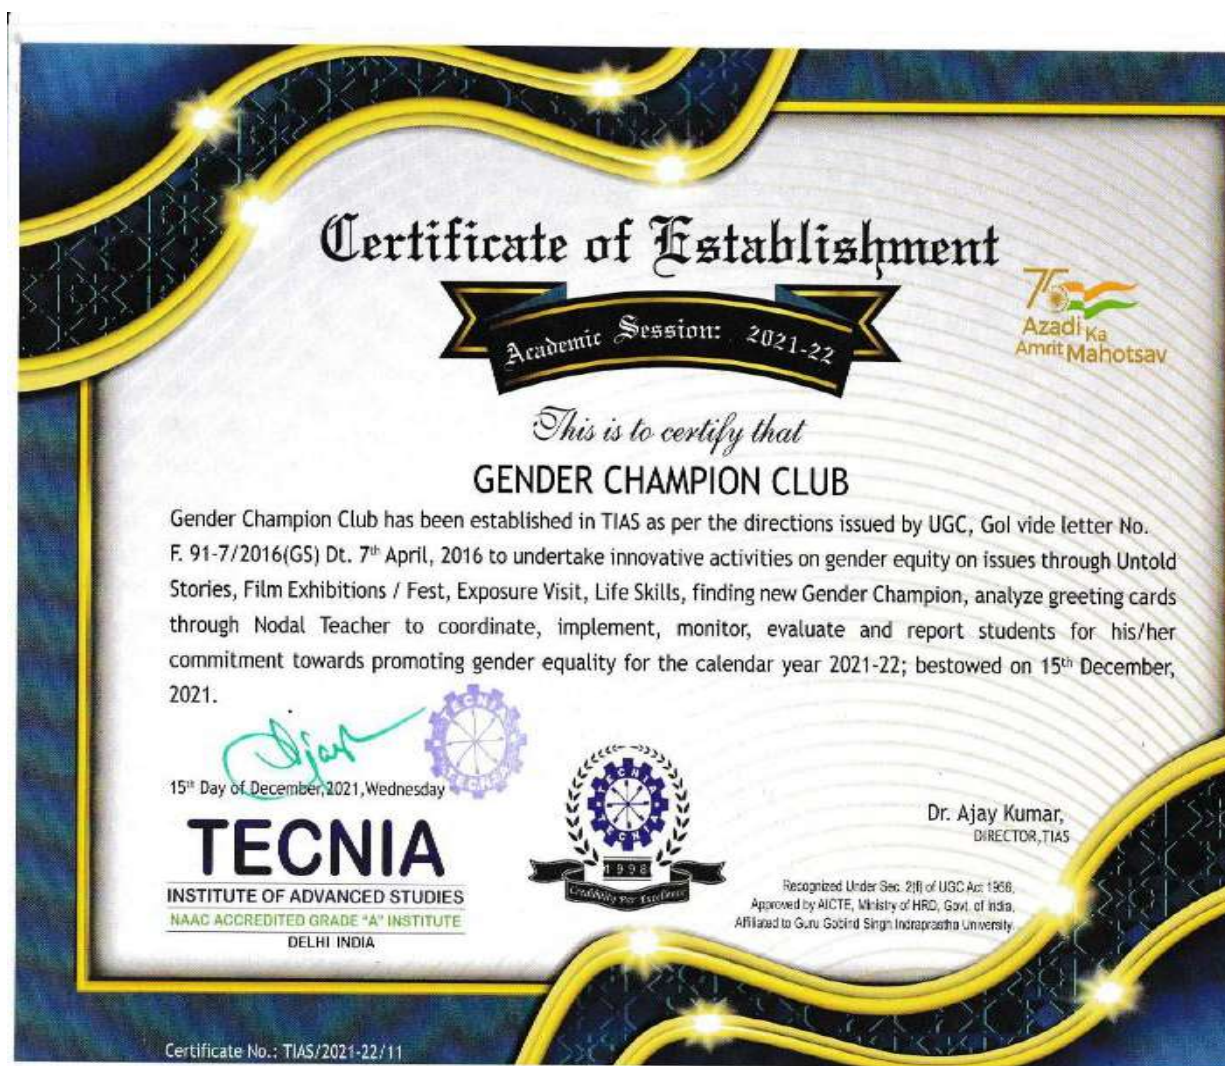 Certificate of Establishment
Academic Session: 2021-22
75
Azadi Ka
Amrit Mahotsav
This is to certify that
GENDER CHAMPION CLUB
Gender Champion Club has been established in TIAS as per the directions issued by UGC, GoI vide letter No.
F. 91-7/2016(GS) Dt. 7th April, 2016 to undertake innovative activities on gender equity on issues through Untold
Stories, Film Exhibitions / Fest, Exposure Visit, Life Skills, finding new Gender Champion, analyze greeting cards
through Nodal Teacher to coordinate, implement, monitor, evaluate and report students for his/her
commitment towards promoting gender equality for the calendar year 2021-22; bestowed on 15th December,
2021.
Ajay
TECNIA
TECNIA
15th Day of December,2021,Wednesday
TECNIA
INSTITUTE OF ADVANCED STUDIES
NAAC ACCREDITED GRADE "A" INSTITUTE
DELHI INDIA
TECNIA
TECNIA
1998
Credibility Par Excellence
Dr. Ajay Kumar,
DIRECTOR,TIAS
Recognized Under Sec. 2(f) of UGC Act 1956,
Approved by AICTE, Ministry of HRD, Govt. of India,
Affiliated to Guru Gobind Singh Indraprastha University.
Certificate No.: TIAS/2021-22/11